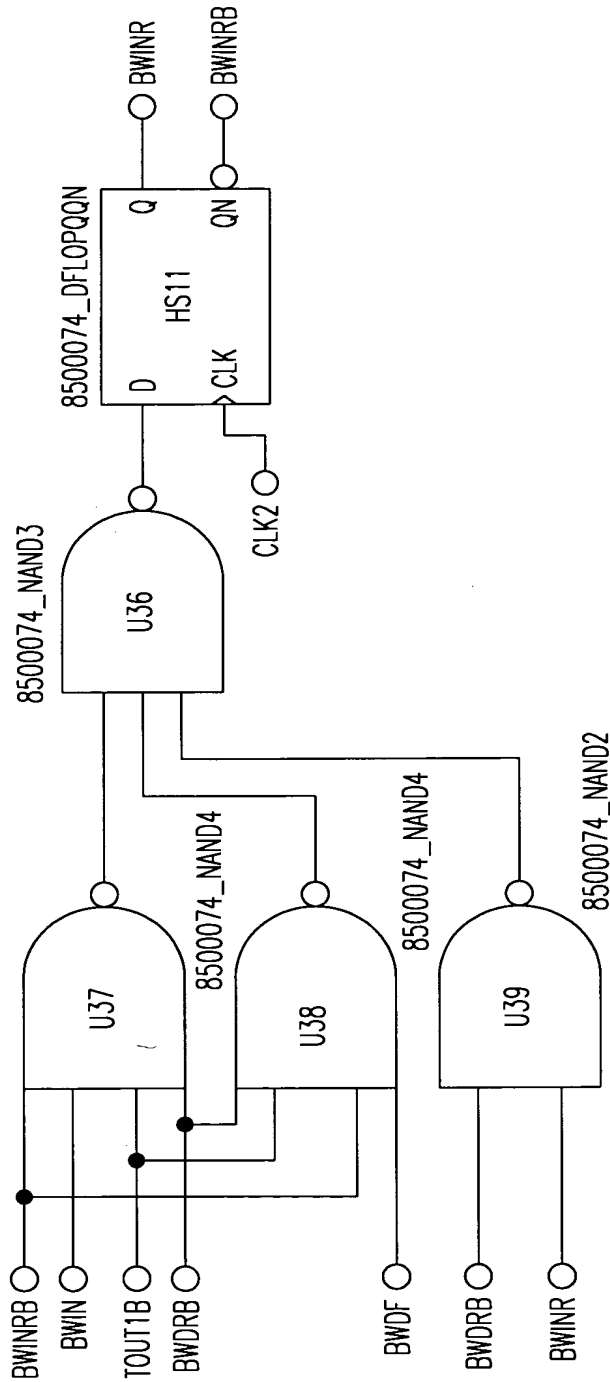 BWINRB
BWIN
TOUT1B
BWDRB
BWDF
BWDRB
BWINR
U37
8500074_NAND4
U38
8500074_NAND4
U39
8500074_NAND2
8500074_NAND3
U36
CLK2
8500074_DFLOPQQN
D
Q
HS11
CLK
QN
BWINR
BWINRB